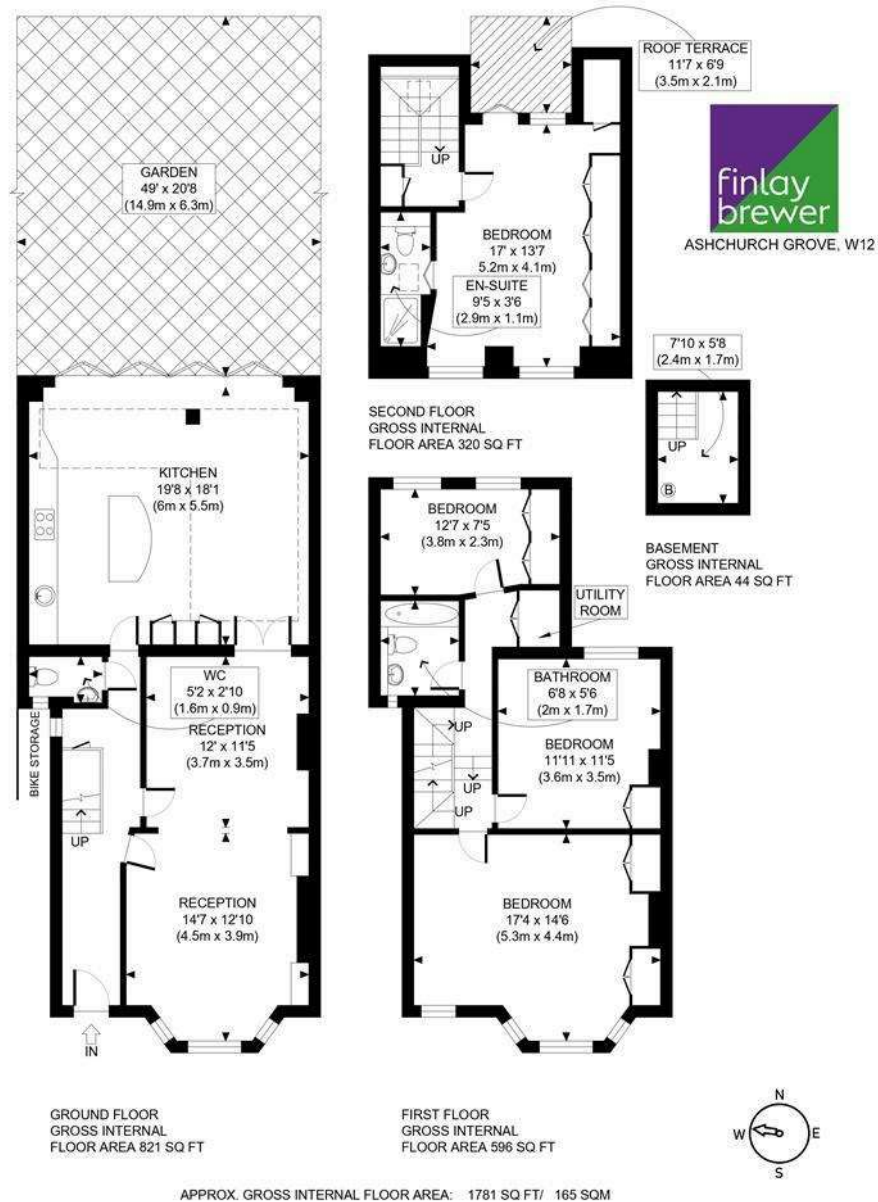 GARDEN
49' x 20'8
(14.9m x 6.3m)
KITCHEN
19'8 x 18'1
(6m x 5.5m)
WC
5'2 x 2'10
(1.6m x 0.9m)
RECEPTION
12' x 11'5
(3.7m x 3.5m)
BIKE STORAGE
UP
RECEPTION
14'7 x 12'10
(4.5m x 3.9m)
IN
GROUND FLOOR
GROSS INTERNAL
FLOOR AREA 821 SQ FT
ROOF TERRACE
11'7 x 6'9
(3.5m x 2.1m)
UP
BEDROOM
17' x 13'7
5.2m x 4.1m)
EN-SUITE
9'5 x 3'6
(2.9m x 1.1m)
SECOND FLOOR
GROSS INTERNAL
FLOOR AREA 320 SQ FT
finlay
brewer
ASHCHURCH GROVE, W12
7'10 x 5'8
(2.4m x 1.7m)
UP
B
BASEMENT
GROSS INTERNAL
FLOOR AREA 44 SQ FT
BEDROOM
12'7 x 7'5
(3.8m x 2.3m)
UTILITY
ROOM
BATHROOM
6'8 x 5'6
(2m x 1.7m)
BEDROOM
11'11 x 11'5
(3.6m x 3.5m)
UP
UP
UP
BEDROOM
17'4 x 14'6
(5.3m x 4.4m)
FIRST FLOOR
GROSS INTERNAL
FLOOR AREA 596 SQ FT
N
W
E
S
APPROX. GROSS INTERNAL FLOOR AREA: 1781 SQ FT/ 165 SQM